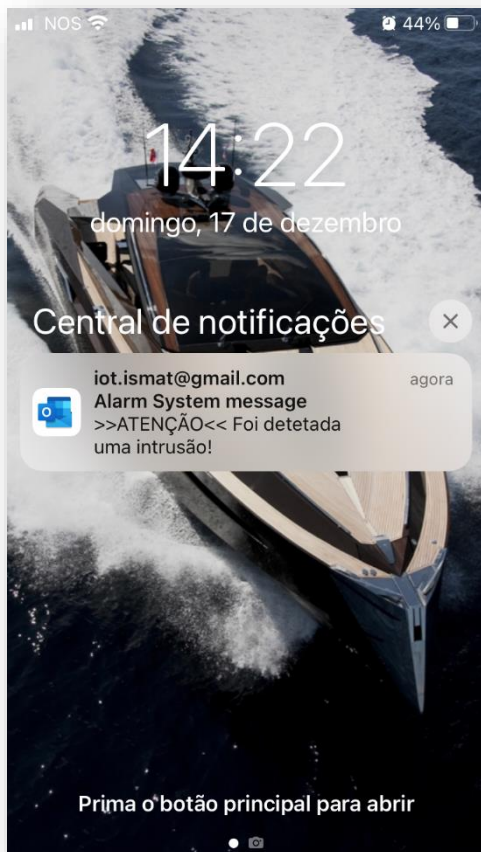 NOS 44%
14:22
domingo, 17 de dezembro
Central de notificações
iot.ismat@gmail.com agora
Alarm System message
>>ATENÇÃO<< Foi detetada
uma intrusão!
Prima o botão principal para abrir